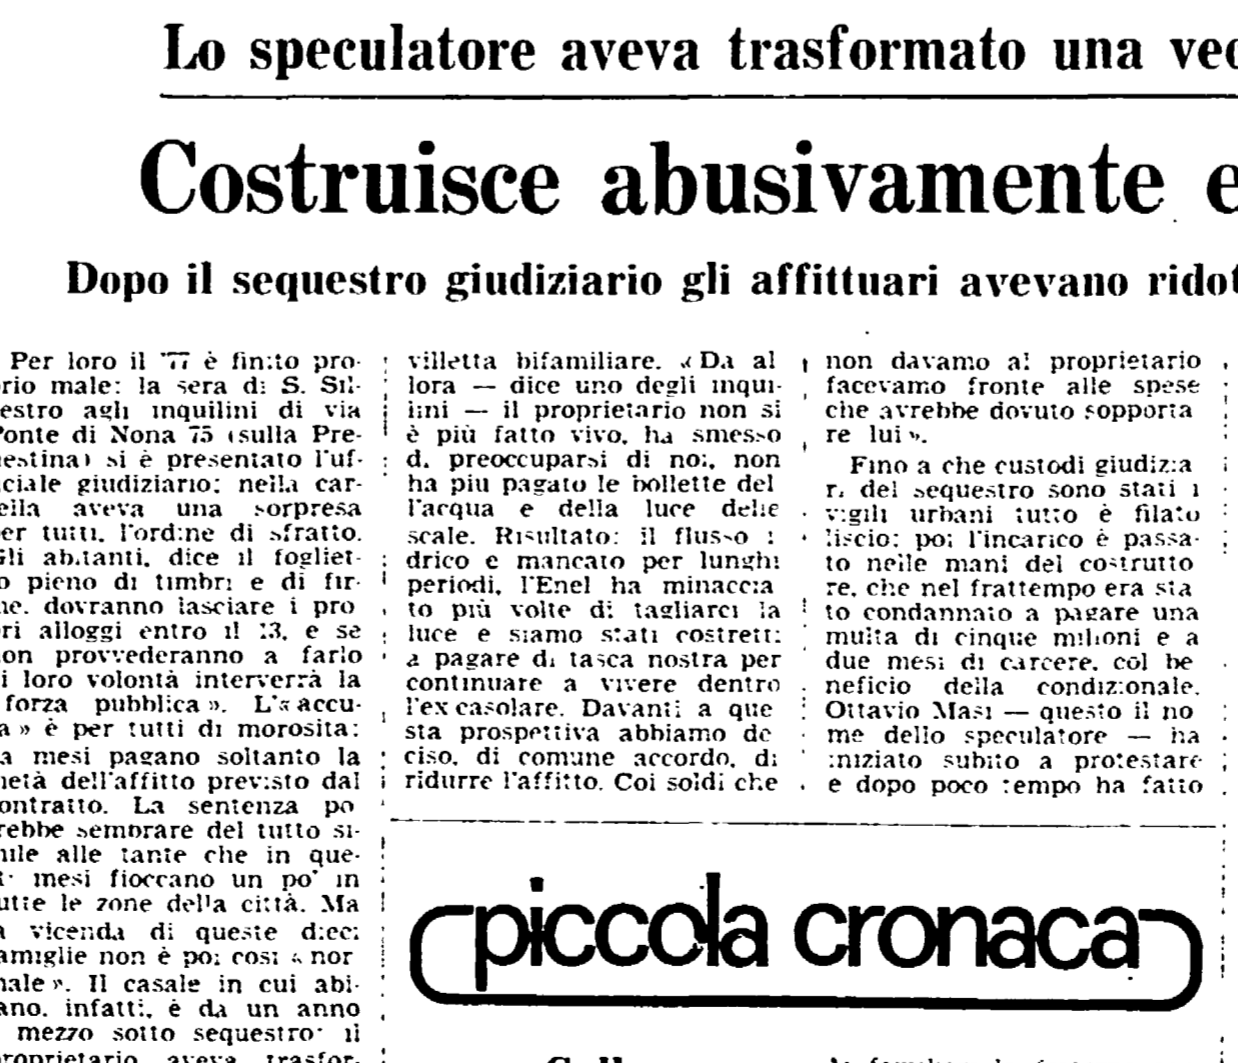 Lo speculatore aveva trasformato una
Costruisce abusivamente e
Dopo il sequestro giudiziario gli affittuari avevano
Per loro il '77 è finito pro-
rio male: la sera di S. Sil-
estro agli inquilini di via
Ponte di Nona 75 (sulla Pre-
estina) si è presentato l'uf-
ciale giudiziario: nella car-
ella aveva una sorpresa
er tutti, l'ordine di sfratto.
Gli abitanti, dice il fogliet-
o pieno di timbri e di fir-
ne, dovranno lasciare i pro
ri alloggi entro il 13, e se
on provvederanno a farlo
i loro volontà interverrà la
forza pubblica». L'«accu-
a» è per tutti di morosità:
a mesi pagano soltanto la
metà dell'affitto previsto dal
ontratto. La sentenza po
rebbe sembrare del tutto si-
mile alle tante che in que-
mesi fioccano un po' in
utte le zone della città. Ma
a vicenda di queste dieci
amiglie non è poi così «nor
male». Il casale in cui abi-
ano, infatti, è da un anno
mezzo sotto sequestro: il
roprietario aveva trasfor-
villetta bifamiliare. «Da al
lora — dice uno degli inqui-
lini — il proprietario non si
è più fatto vivo, ha smesso
di preoccuparsi di noi, non
ha più pagato le bollette del
l'acqua e della luce delle
scale. Risultato: il flusso i
drico è mancato per lunghi
periodi, l'Enel ha minaccia
to più volte di tagliarci la
luce e siamo stati costretti
a pagare di tasca nostra per
continuare a vivere dentro
l'ex casolare. Davanti a que
sta prospettiva abbiamo de
ciso, di comune accordo, di
ridurre l'affitto. Coi soldi che
non davamo al proprietario
facevamo fronte alle spese
che avrebbe dovuto sopporta
re lui».
Fino a che custodi giudizia
ri del sequestro sono stati i
vigili urbani tutto è filato
liscio: poi l'incarico è passa-
to nelle mani del costrutto
re, che nel frattempo era sta
to condannato a pagare una
multa di cinque milioni e a
due mesi di carcere, col be
neficio della condizionale.
Ottavio Masi — questo il no
me dello speculatore — ha
iniziato subito a protestare
e dopo poco tempo ha fatto
piccola cronaca